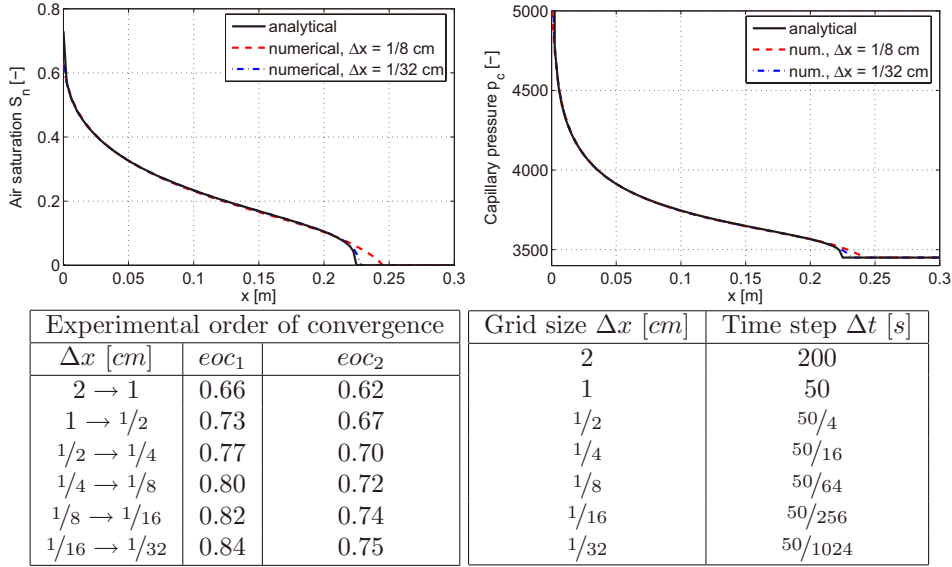 analytical
numerical, Δx = 1/8 cm
numerical, Δx = 1/32 cm
Air saturation S_n [−]
0.8
0.6
0.4
0.2
0
0 0.05 0.1 0.15 0.2 0.25 0.3
x [m]
analytical
num., Δx = 1/8 cm
num., Δx = 1/32 cm
Capillary pressure p_c [−]
5000
4500
4000
3500
0 0.05 0.1 0.15 0.2 0.25 0.3
x [m]
Experimental order of convergence
Δx [cm] eoc₁ eoc₂
2 → 1 0.66 0.62
1 → 1/2 0.73 0.67
1/2 → 1/4 0.77 0.70
1/4 → 1/8 0.80 0.72
1/8 → 1/16 0.82 0.74
1/16 → 1/32 0.84 0.75
Grid size Δx [cm] Time step Δt [s]
2 200
1 50
1/2 50/4
1/4 50/16
1/8 50/64
1/16 50/256
1/32 50/1024